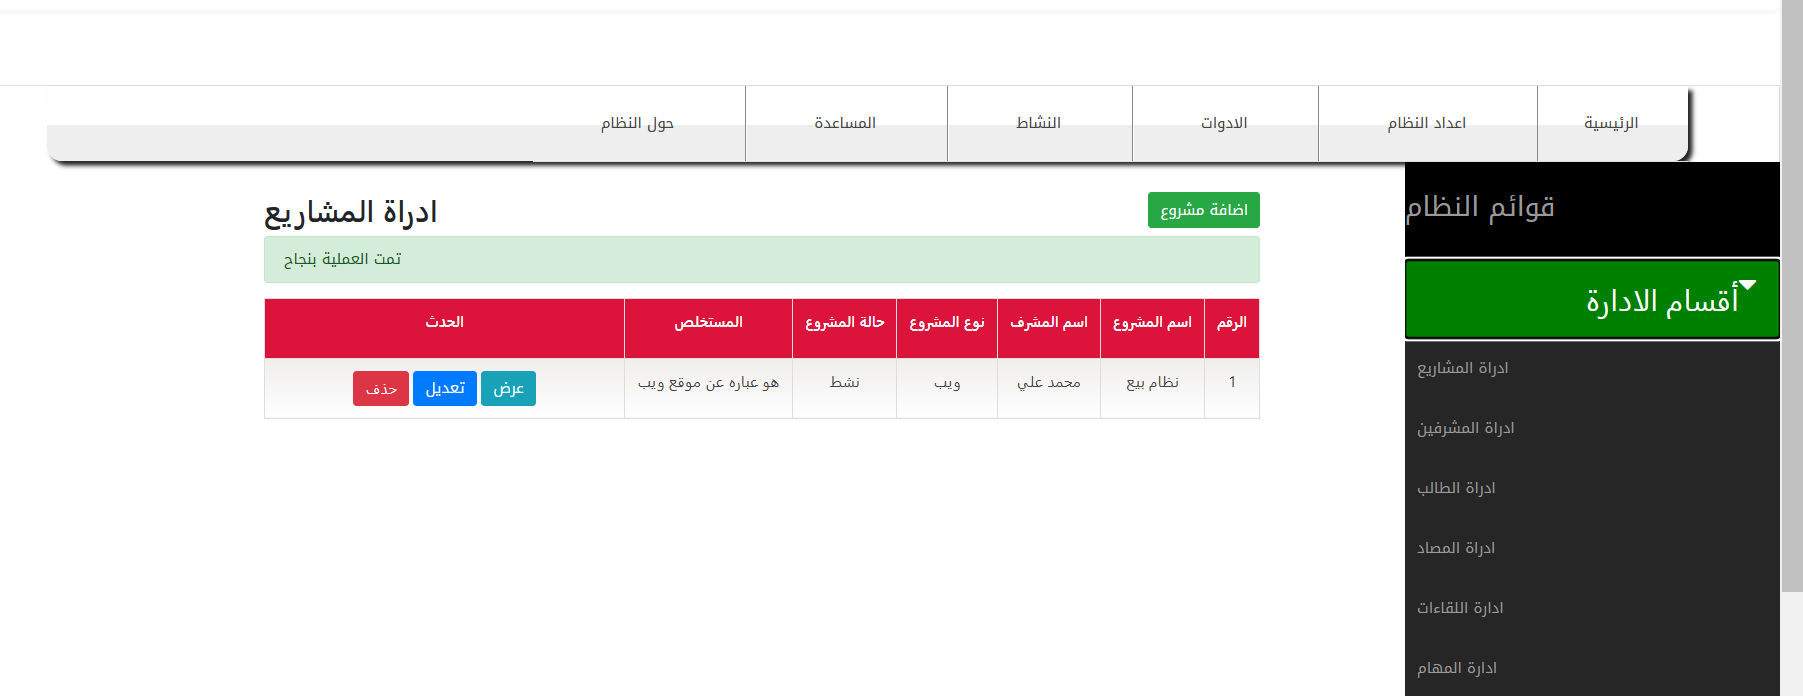 الرئيسية
اعداد النظام
الادوات
النشاط
المساعدة
حول النظام
قوائم النظام
أقسام الادارة
ادراة المشاريع
ادراة المشرفين
ادراة الطالب
ادراة المصاد
ادارة اللقاءات
ادارة المهام
اضافة مشروع
ادراة المشاريع
تمت العملية بنجاح
الرقم اسم المشروع اسم المشرف نوع المشروع حالة المشروع المستخلص الحدث
1 نظام بيع محمد علي ويب نشط هو عباره عن موقع ويب عرض تعديل حذف